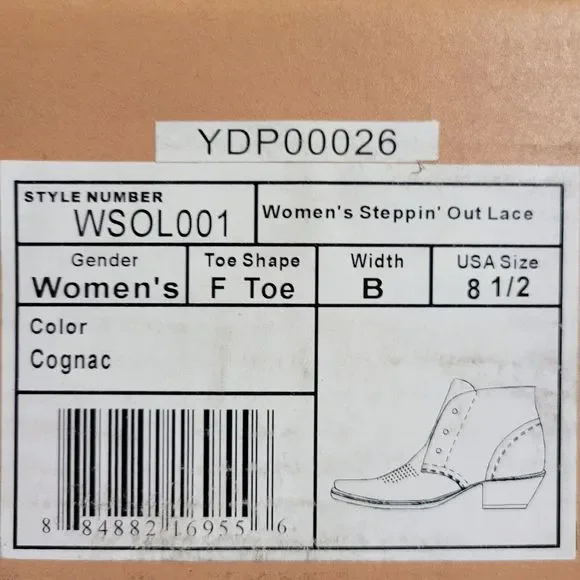 YDP00026
STYLE NUMBER
WSOL001
Women's Steppin' Out Lace
Gender
Women's
Toe Shape
F Toe
Width
B
USA Size
8 1/2
Color
Cognac
8 84882 16955 6